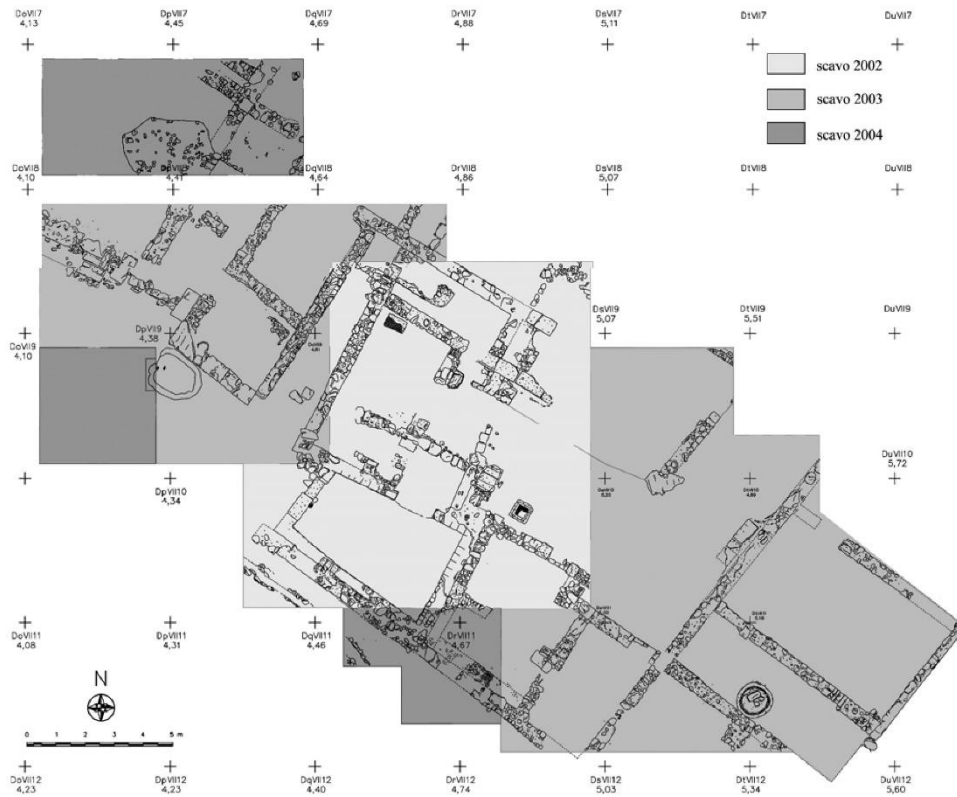 DoVII7 DpVII7 DqVII7 DrVII7 DsVII7 DtVII7 DuVII7
4,13 4,45 4,69 4,88 5,11
scavo 2002
scavo 2003
scavo 2004
DoVII8 DpVII8 DqVII8 DrVII8 DsVII8 DtVII8 DuVII8
4,10 4,41 4,64 4,86 5,07
DoVII9 DpVII9 DsVII9 DtVII9 DuVII9
4,10 4,38 5,07 5,51
DpVII10 DuVII10
4,34 5,72
DoVII11 DpVII11 DqVII11 DrVII11
4,08 4,31 4,46 4,67
N
0 1 2 3 4 5 m
DoVII12 DpVII12 DqVII12 DrVII12 DsVII12 DtVII12 DuVII12
4,23 4,23 4,40 4,74 5,03 5,34 5,60